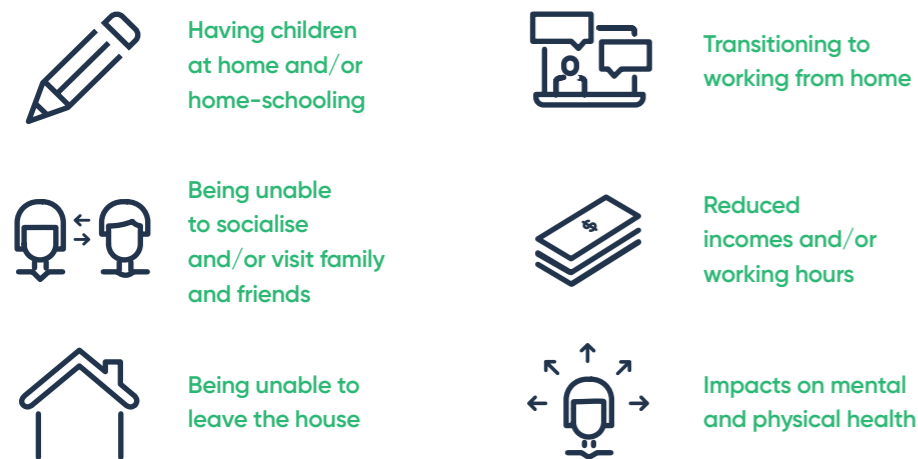 Having children
at home and/or
home-schooling
Transitioning to
working from home
Being unable
to socialise
and/or visit family
and friends
$
Reduced
incomes and/or
working hours
Being unable to
leave the house
Impacts on mental
and physical health